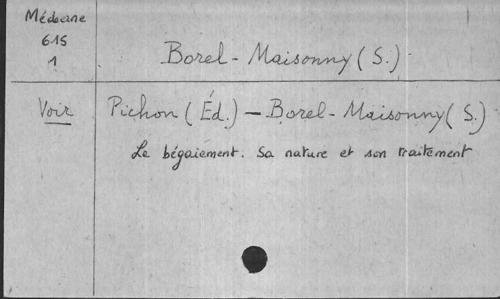 Médecine
615
1
Borel-Maisonny (S.)
Voir
Pichon (Éd.) - Borel-Maisonny (S.)
Le bégaiement. Sa nature et son traitement